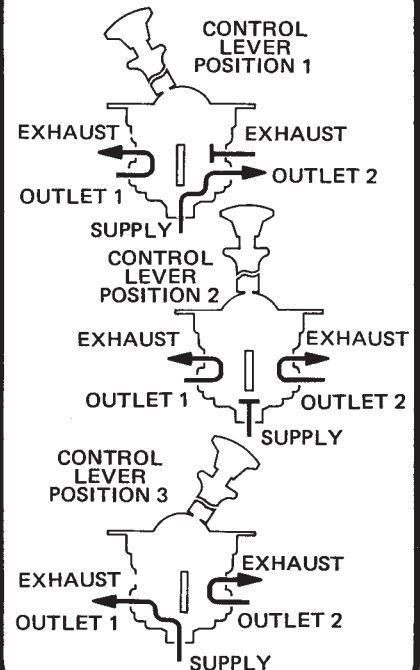 CONTROL
LEVER
POSITION 1
EXHAUST
EXHAUST
OUTLET 2
OUTLET 1
SUPPLY
CONTROL
LEVER
POSITION 2
EXHAUST
EXHAUST
OUTLET 1
OUTLET 2
SUPPLY
CONTROL
LEVER
POSITION 3
EXHAUST
EXHAUST
OUTLET 1
OUTLET 2
SUPPLY